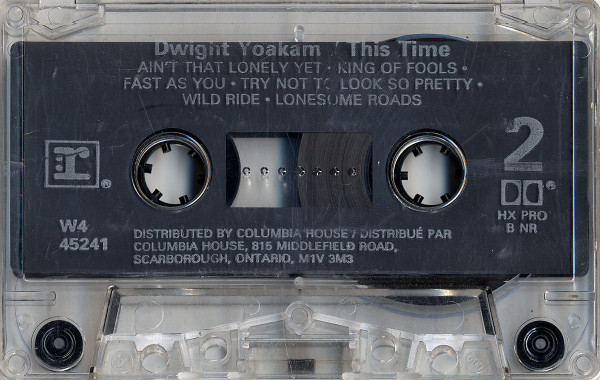 Dwight Yoakam This Time
AIN'T THAT LONELY YET • KING OF FOOLS •
FAST AS YOU • TRY NOT TO LOOK SO PRETTY •
WILD RIDE • LONESOME ROADS
2
r®
HX PRO
B NR
W4
45241
DISTRIBUTED BY COLUMBIA HOUSE / DISTRIBUÉ PAR
COLUMBIA HOUSE, 815 MIDDLEFIELD ROAD,
SCARBOROUGH, ONTARIO, M1V 3M3